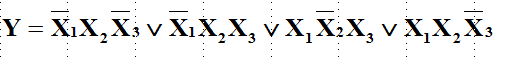 Y = X̅₁X₂X̅₃ ∨ X̅₁X₂X₃ ∨ X₁X̅₂X₃ ∨ X₁X₂X̅₃